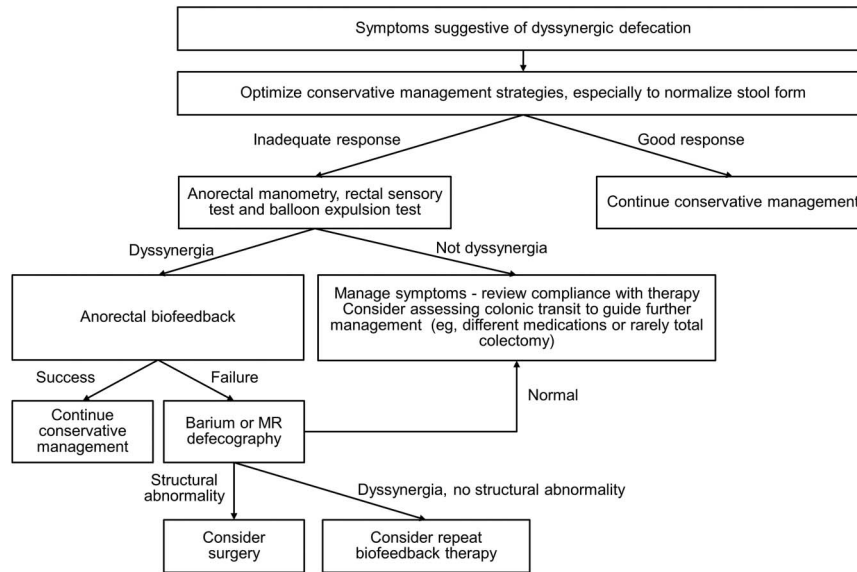 Symptoms suggestive of dyssynergic defecation
Optimize conservative management strategies, especially to normalize stool form
Inadequate response
Good response
Anorectal manometry, rectal sensory
test and balloon expulsion test
Continue conservative management
Dyssynergia
Not dyssynergia
Anorectal biofeedback
Manage symptoms - review compliance with therapy
Consider assessing colonic transit to guide further
management (eg, different medications or rarely total
colectomy)
Success
Failure
Normal
Continue
conservative
management
Barium or MR
defecography
Structural
abnormality
Dyssynergia, no structural abnormality
Consider
surgery
Consider repeat
biofeedback therapy